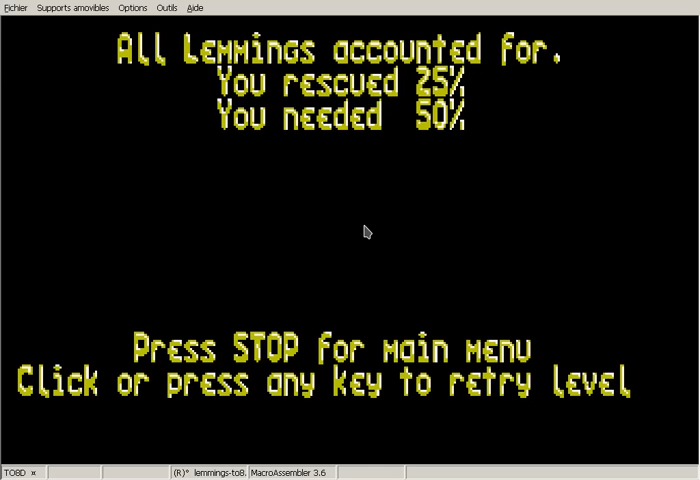 Fichier Supports amovibles Options Outils Aide
All Lemmings accounted for.
You rescued 25%
You needed 50%
Press STOP for main menu
Click or press any key to retry level
TO8D × (R)* lemmings-to8. MacroAssembler 3.6